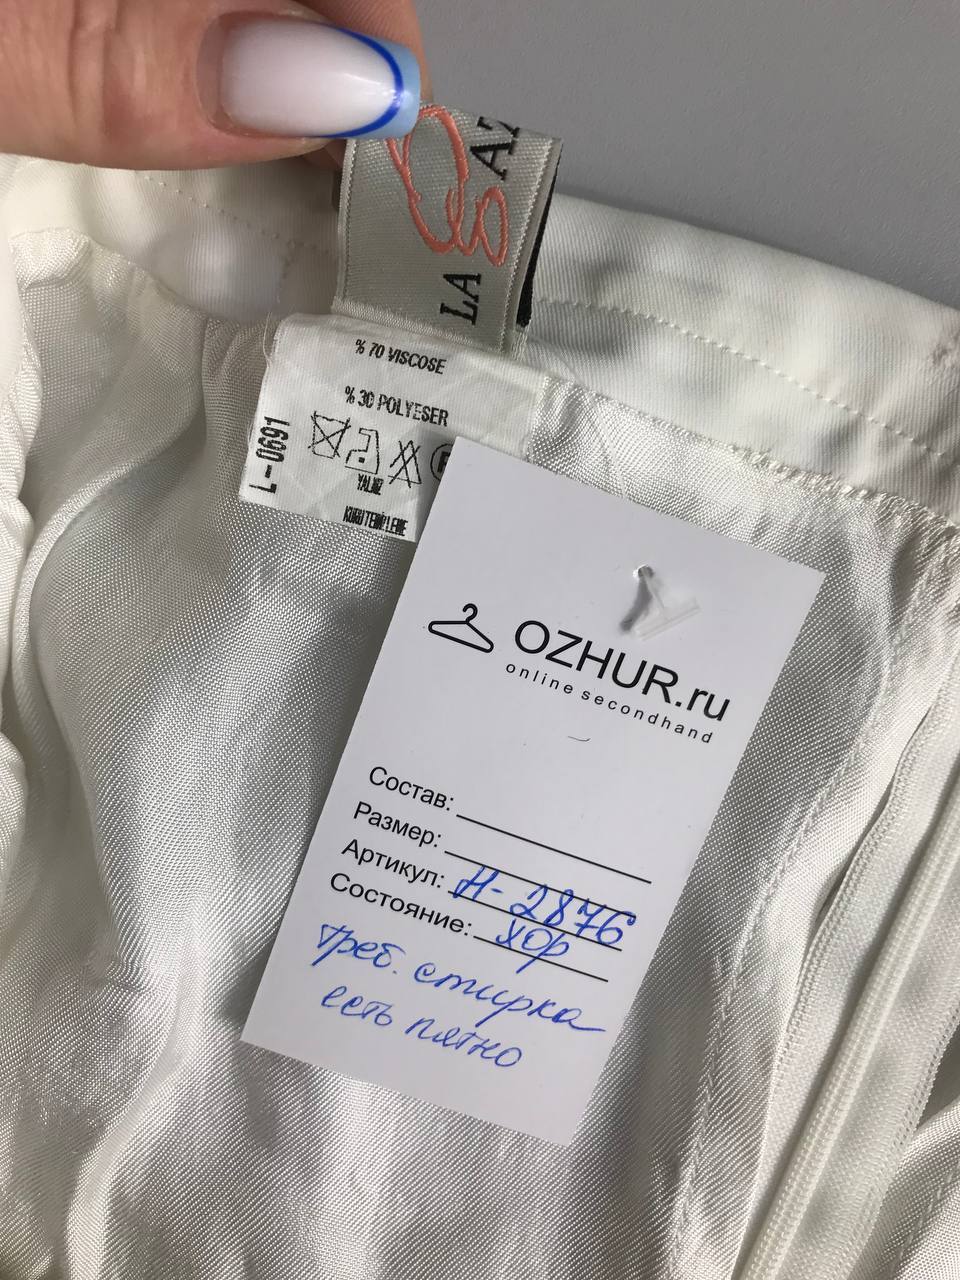 LA AZ
% 70 VISCOSE
% 30 POLYESER
L-0691
YALNIZ
KURU TEMİZLEME
OZHUR.ru
online secondhand
Состав:
Размер:
Артикул: Н-2876
Состояние: хор
треб. стирка
есть пятно